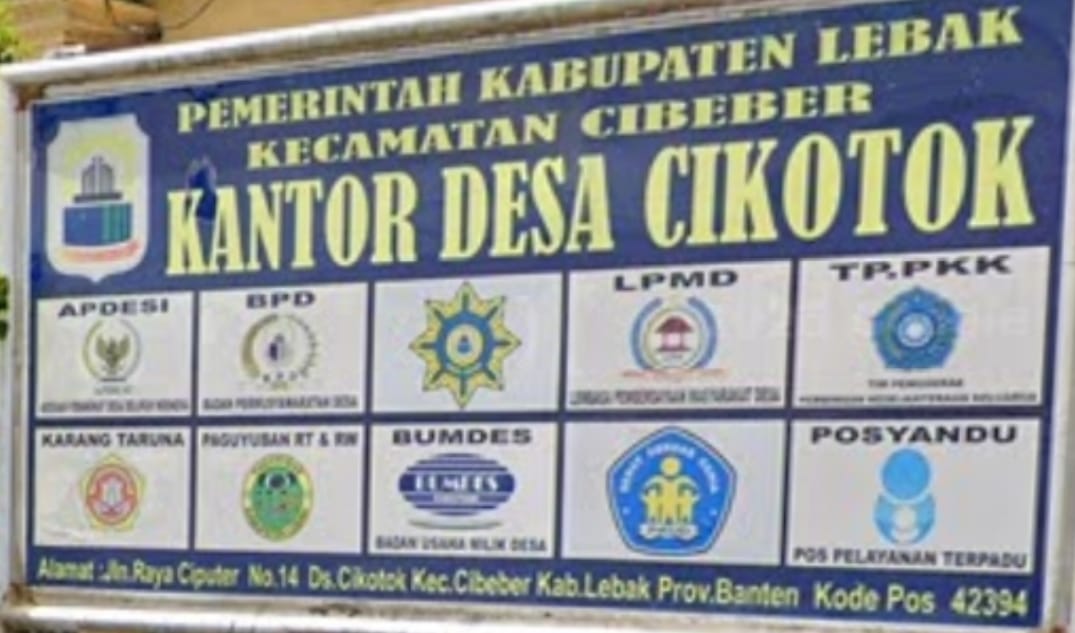 PEMERINTAH KABUPATEN LEBAK
KECAMATAN CIBEBER
KANTOR DESA CIKOTOK
APDESI
BPD
BADAN PERMUSYAWARATAN DESA
LPMD
LEMBAGA PEMBERDAYAAN MASYARAKAT DESA
TP.PKK
TIM PENGGERAK
KARANG TARUNA
PAGUYUBAN RT & RW
BUMDES
BUMDES
BADAN USAHA MILIK DESA
POSYANDU
POS PELAYANAN TERPADU
Alamat :Jln.Raya Ciputer No.14 Ds.Cikotok Kec.Cibeber Kab.Lebak Prov.Banten Kode Pos 42394